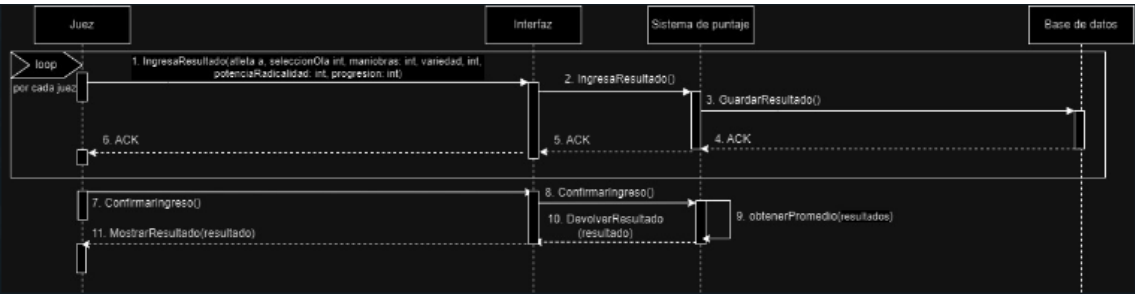 Juez
Interfaz
Sistema de puntaje
Base de datos
loop
por cada juez
1. IngresaResultado(atleta a, seleccionOla int, maniobras: int, variedad, int,
potenciaRadicalidad: int, progresion: int)
2. IngresaResultado()
3. GuardarResultado()
6. ACK
5. ACK
4. ACK
7. ConfirmarIngreso()
8. ConfirmarIngreso()
9. obtenerPromedio(resultados)
10. DevolverResultado
(resultado)
11. MostrarResultado(resultado)